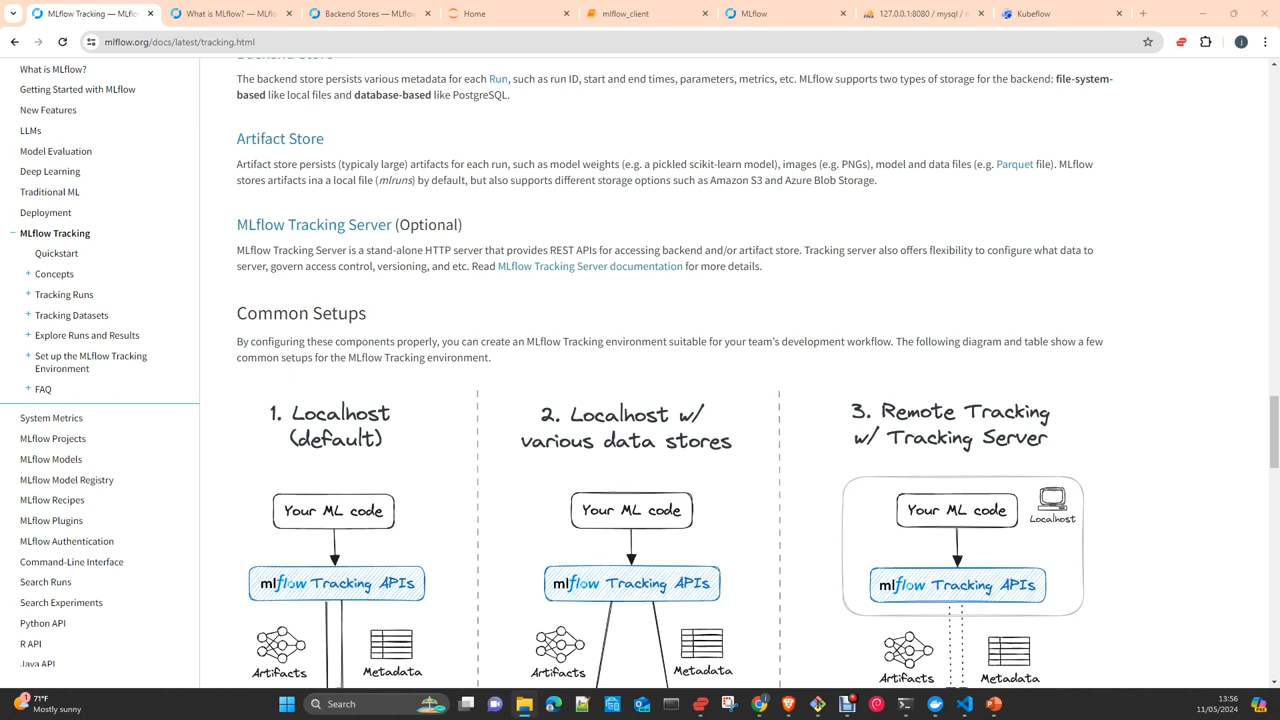 MLflow Tracking — MLf
What is MLflow? — MLfl
Backend Stores — MLflow
Home
mlflow_client
MLflow
127.0.0.1:8080 / mysql / m
Kubeflow
mlflow.org/docs/latest/tracking.html
What is MLflow?
Getting Started with MLflow
New Features
LLMs
Model Evaluation
Deep Learning
Traditional ML
Deployment
MLflow Tracking
Quickstart
Concepts
Tracking Runs
Tracking Datasets
Explore Runs and Results
Set up the MLflow Tracking
Environment
FAQ
System Metrics
MLflow Projects
MLflow Models
MLflow Model Registry
MLflow Recipes
MLflow Plugins
MLflow Authentication
Command-Line Interface
Search Runs
Search Experiments
Python API
R API
Java API
Backend Store
The backend store persists various metadata for each Run, such as run ID, start and end times, parameters, metrics, etc. MLflow supports two types of storage for the backend: file-system-
based like local files and database-based like PostgreSQL.
Artifact Store
Artifact store persists (typicaly large) artifacts for each run, such as model weights (e.g. a pickled scikit-learn model), images (e.g. PNGs), model and data files (e.g. Parquet file). MLflow
stores artifacts ina a local file (mlruns) by default, but also supports different storage options such as Amazon S3 and Azure Blob Storage.
MLflow Tracking Server (Optional)
MLflow Tracking Server is a stand-alone HTTP server that provides REST APIs for accessing backend and/or artifact store. Tracking server also offers flexibility to configure what data to
server, govern access control, versioning, and etc. Read MLflow Tracking Server documentation for more details.
Common Setups
By configuring these components properly, you can create an MLflow Tracking environment suitable for your team's development workflow. The following diagram and table show a few
common setups for the MLflow Tracking environment.
1. Localhost
(default)
Your ML code
mlflow Tracking APIs
Artifacts
Metadata
2. Localhost w/
various data stores
Your ML code
mlflow Tracking APIs
Artifacts
Metadata
3. Remote Tracking
w/ Tracking Server
Your ML code
Localhost
mlflow Tracking APIs
Artifacts
Metadata
71°F
Mostly sunny
Search
13:56
11/05/2024